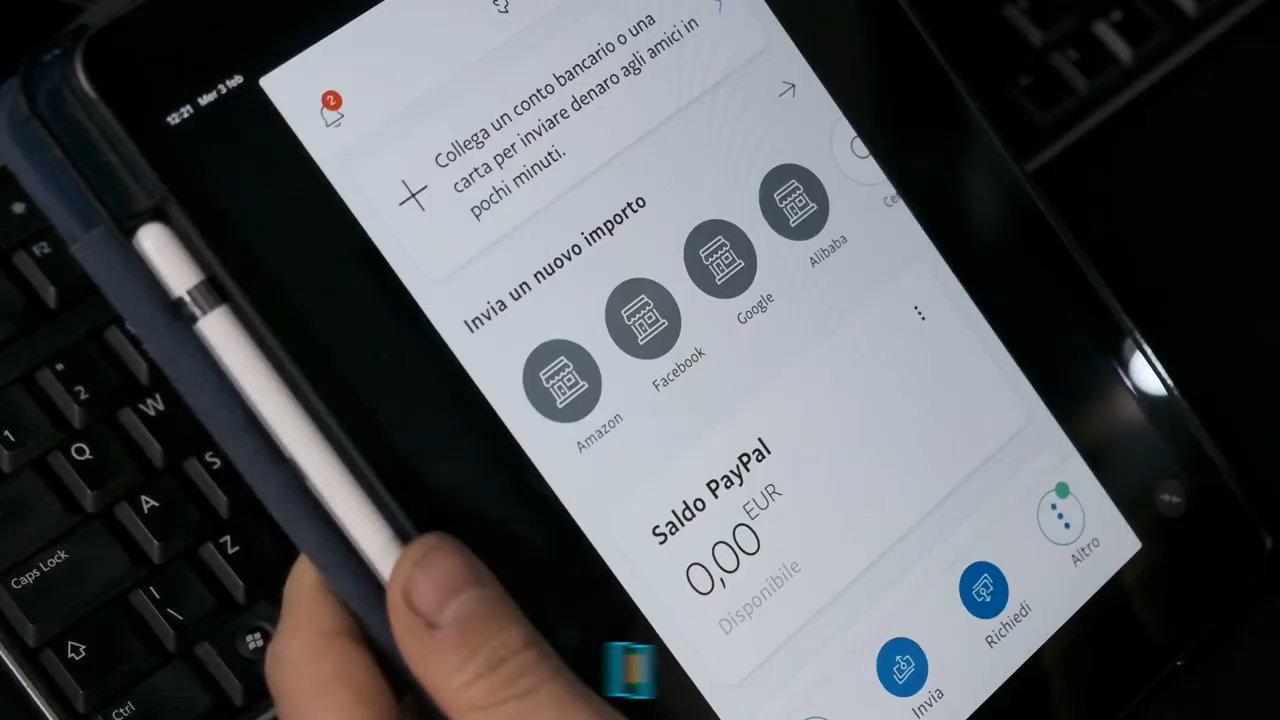 12:21 Mer 3 feb
2
Collega un conto bancario o una
carta per inviare denaro agli amici in
pochi minuti.
Invia un nuovo importo
Amazon
Facebook
Google
Alibaba
Saldo PayPal
0,00 EUR
Disponibile
Invia
Richiedi
Altro
F2
"
2
1
Q
W
A
S
Z
Caps Lock
|
\
Ctrl